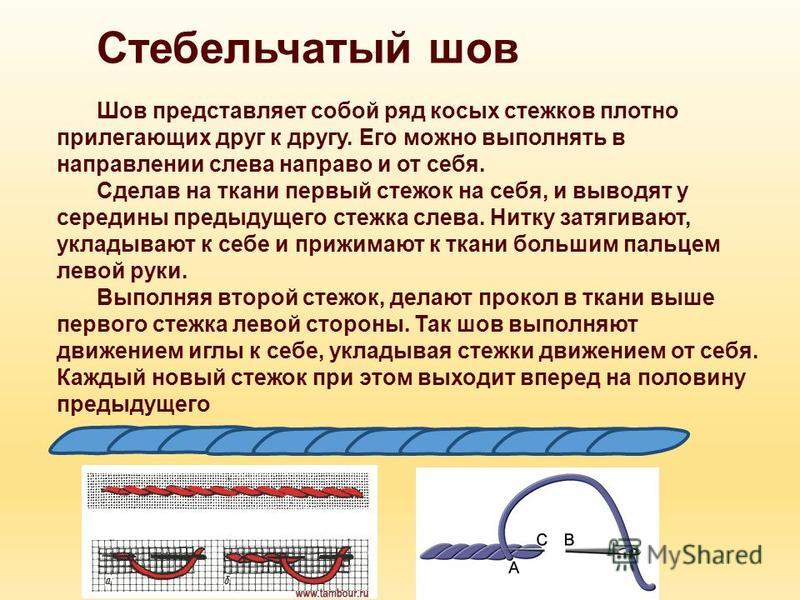 Стебельчатый шов
Шов представляет собой ряд косых стежков плотно
прилегающих друг к другу. Его можно выполнять в
направлении слева направо и от себя.
Сделав на ткани первый стежок на себя, и выводят у
середины предыдущего стежка слева. Нитку затягивают,
укладывают к себе и прижимают к ткани большим пальцем
левой руки.
Выполняя второй стежок, делают прокол в ткани выше
первого стежка левой стороны. Так шов выполняют
движением иглы к себе, укладывая стежки движением от себя.
Каждый новый стежок при этом выходит вперед на половину
предыдущего
C B
A
а,
б,
www.tambour.ru
MyShared